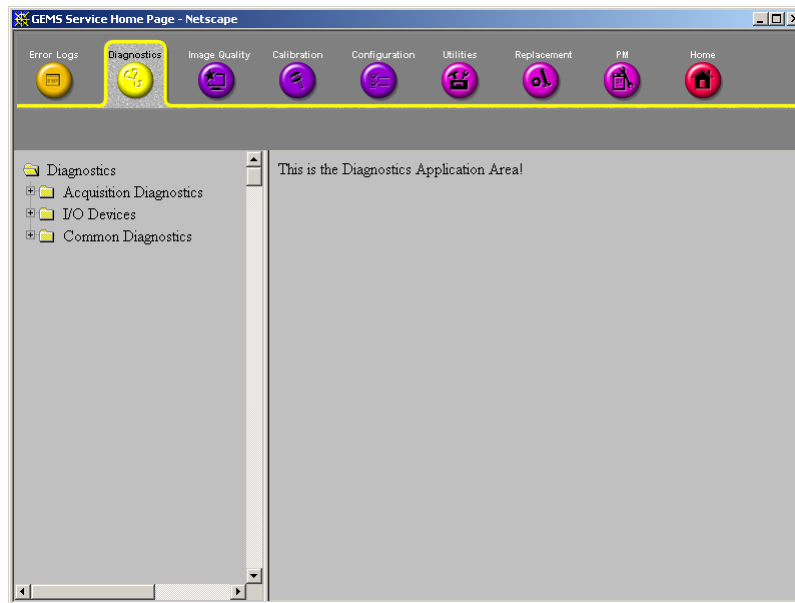 GEMS Service Home Page - Netscape
Error Logs Diagnostics Image Quality Calibration Configuration Utilities Replacement PM Home
Diagnostics
Acquisition Diagnostics
I/O Devices
Common Diagnostics
This is the Diagnostics Application Area!